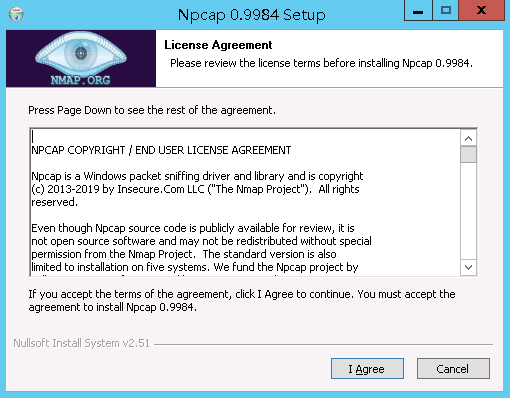 Npcap 0.9984 Setup
NMAP.ORG
License Agreement
Please review the license terms before installing Npcap 0.9984.
Press Page Down to see the rest of the agreement.
NPCAP COPYRIGHT / END USER LICENSE AGREEMENT
Npcap is a Windows packet sniffing driver and library and is copyright
(c) 2013-2019 by Insecure.Com LLC ("The Nmap Project").  All rights
reserved.
Even though Npcap source code is publicly available for review, it is
not open source software and may not be redistributed without special
permission from the Nmap Project.  The standard version is also
limited to installation on five systems. We fund the Npcap project by
If you accept the terms of the agreement, click I Agree to continue. You must accept the
agreement to install Npcap 0.9984.
Nullsoft Install System v2.51
I Agree
Cancel